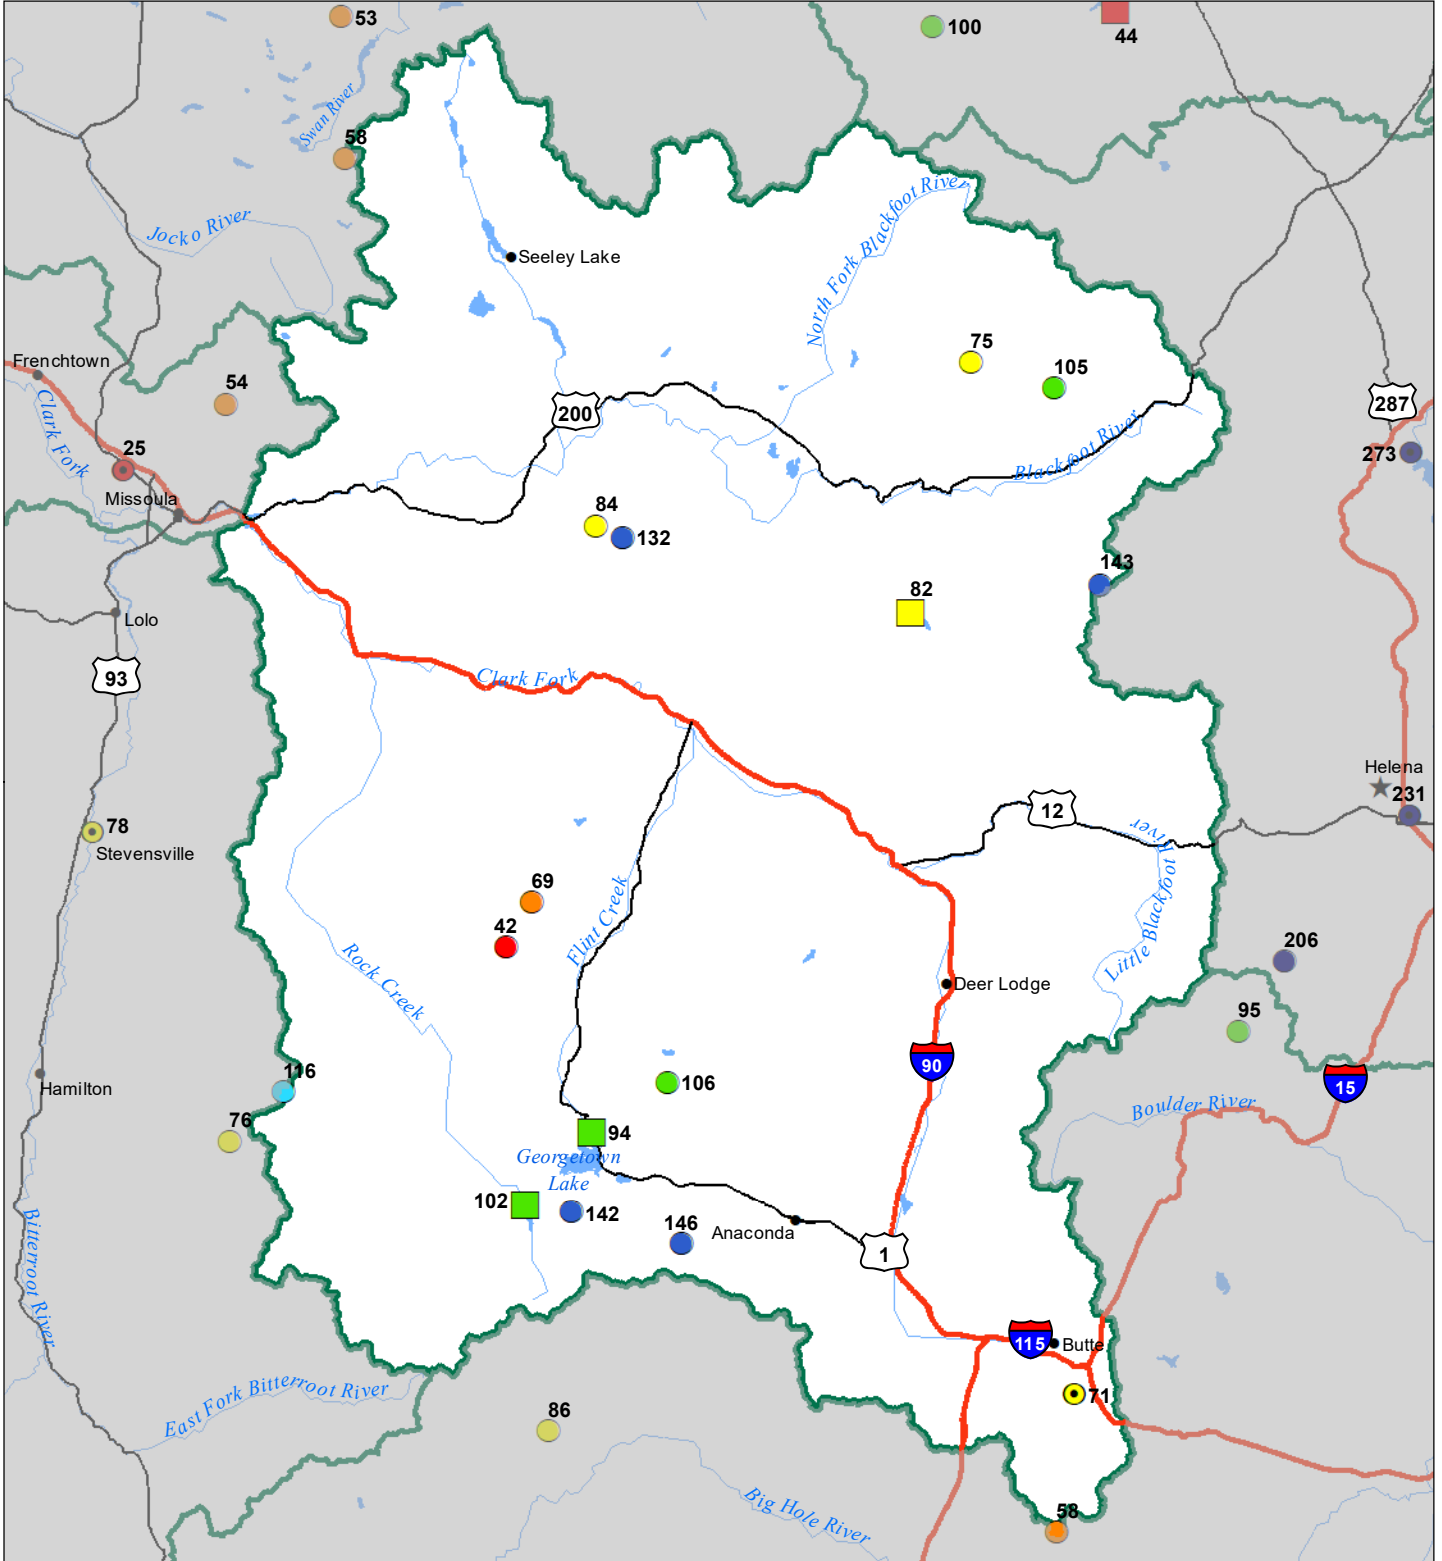 53
100
44
Swan River
58
Jocko River
North Fork Blackfoot River
Seeley Lake
75
105
Frenchtown
54
Clark Fork
200
287
25
Blackfoot River
273
Missoula
84
132
143
82
Lolo
93
Clark Fork
Helena
231
12
Little Blackfoot
River
78
Stevensville
69
Flint Creek
42
206
Rock Creek
Deer Lodge
95
90
116
15
Hamilton
106
Boulder River
76
94
Georgetown
Lake
102
142
146
Anaconda
1
Bitterroot River
115
Butte
71
East Fork Bitterroot River
86
Big Hole River
58